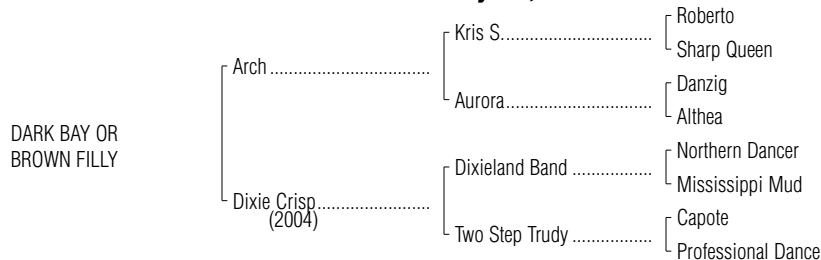 Roberto
Kris S.
Sharp Queen
Arch
Danzig
Aurora
Althea
DARK BAY OR
BROWN FILLY
Northern Dancer
Dixieland Band
Mississippi Mud
Dixie Crisp
(2004)
Capote
Two Step Trudy
Professional Dance